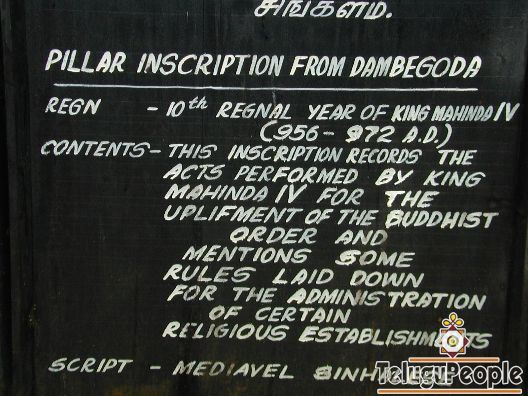 சுங்கனம்.
PILLAR INSCRIPTION FROM DAMBEGODA
REGN - 10th REGNAL YEAR OF KING MAHINDA IV
(956 - 972 A.D.)
CONTENTS - THIS INSCRIPTION RECORDS THE
ACTS PERFORMED BY KING
MAHINDA IV FOR THE
UPLIFMENT OF THE BUDDHIST
ORDER AND
MENTIONS SOME
RULES LAID DOWN
FOR THE ADMINISTRATION
OF CERTAIN
RELIGIOUS ESTABLISHMENTS
SCRIPT - MEDIAVEL SINHALESE
TeluguPeople